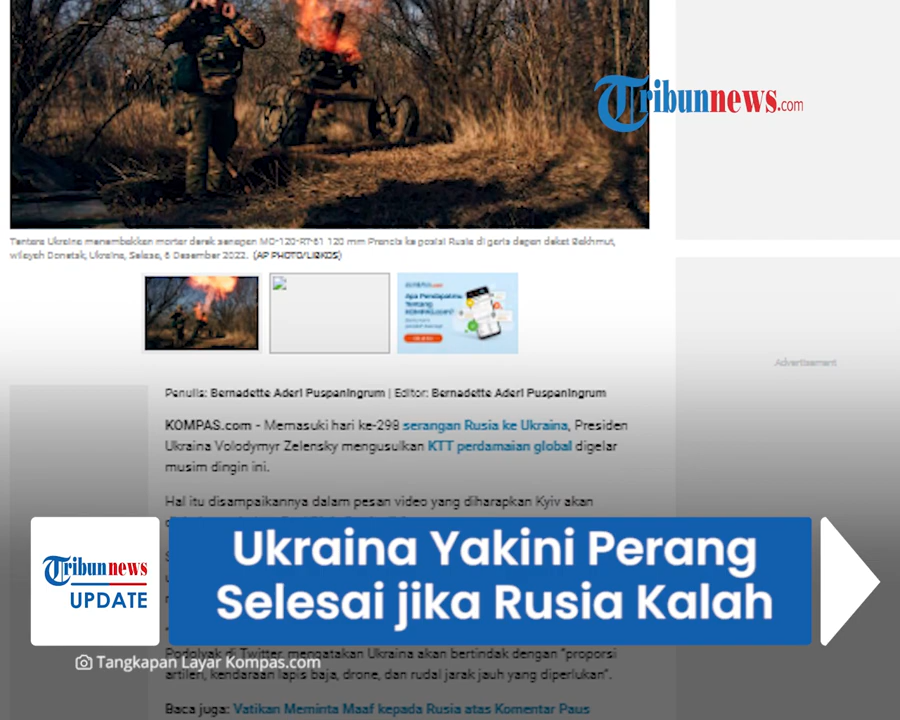 Tribunnews.com
Tentara Ukraina menembakkan mortir derek senapan MO-120-RT-61 120 mm Prancis ke posisi Rusia di garis depan dekat Bakhmut,
wilayah Donetsk, Ukraina, Selasa, 6 Desember 2022. (AP PHOTO/LIBKOS)
Apa Pendapatmu
Tentang
Advertisement
Penulis: Bernadette Aderi Puspaningrum | Editor: Bernadette Aderi Puspaningrum
KOMPAS.com - Memasuki hari ke-298 serangan Rusia ke Ukraina, Presiden
Ukraina Volodymyr Zelensky mengusulkan KTT perdamaian global digelar
musim dingin ini.
Hal itu disampaikannya dalam pesan video yang diharapkan Kyiv akan
Tribunnews
UPDATE
Ukraina Yakini Perang
Selesai jika Rusia Kalah
Podolyak di Twitter, mengatakan Ukraina akan bertindak dengan "proporsi
Tangkapan Layar Kompas.com
artileri, kendaraan lapis baja, drone, dan rudal jarak jauh yang diperlukan".
Baca juga: Vatikan Meminta Maaf kepada Rusia atas Komentar Paus